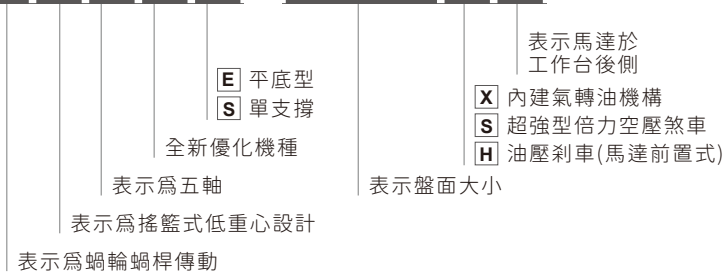 表示馬達於
工作台後側
E 平底型
S 單支撐
X 內建氣轉油機構
S 超強型倍力空壓煞車
H 油壓剎車(馬達前置式)
全新優化機種
表示為五軸
表示盤面大小
表示為搖籃式低重心設計
表示為蝸輪蝸桿傳動